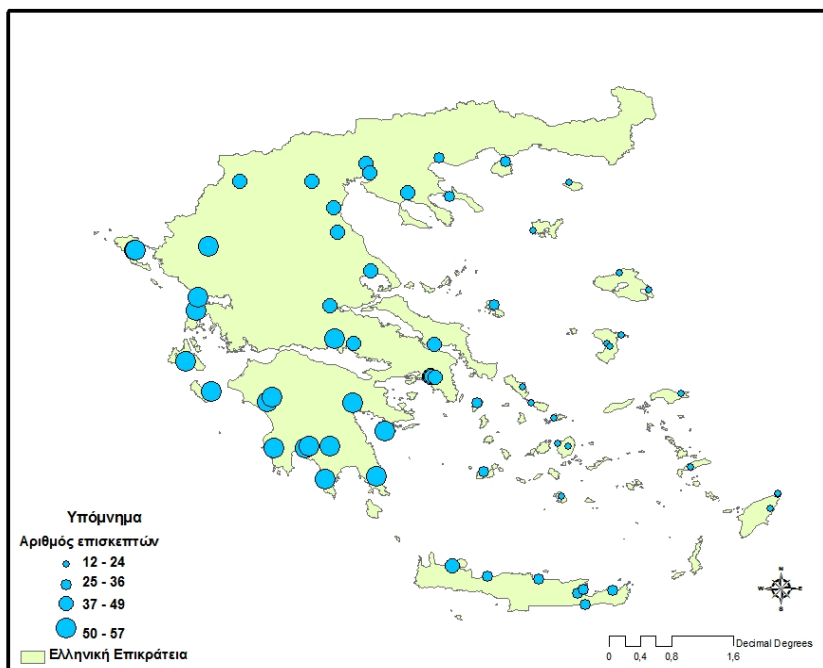 Υπόμνημα
Αριθμός επισκεπτών
12 - 24
25 - 36
37 - 49
50 - 57
Ελληνική Επικράτεια
N
W E
S
Decimal Degrees
0 0,4 0,8 1,6